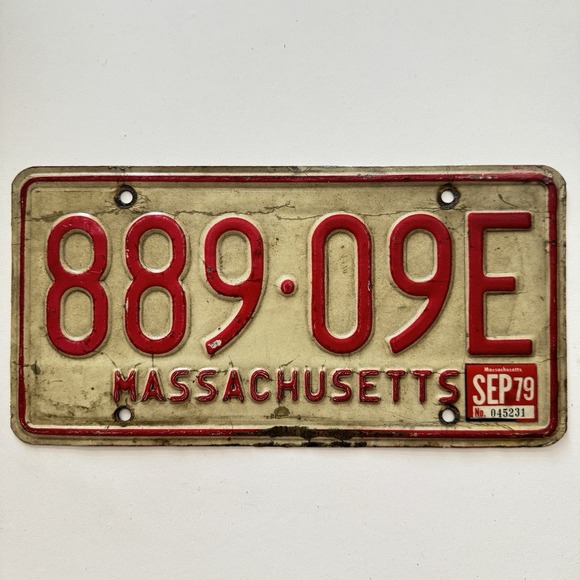 889·09E
MASSACHUSETTS
Massachusetts
SEP 79
No. 045231